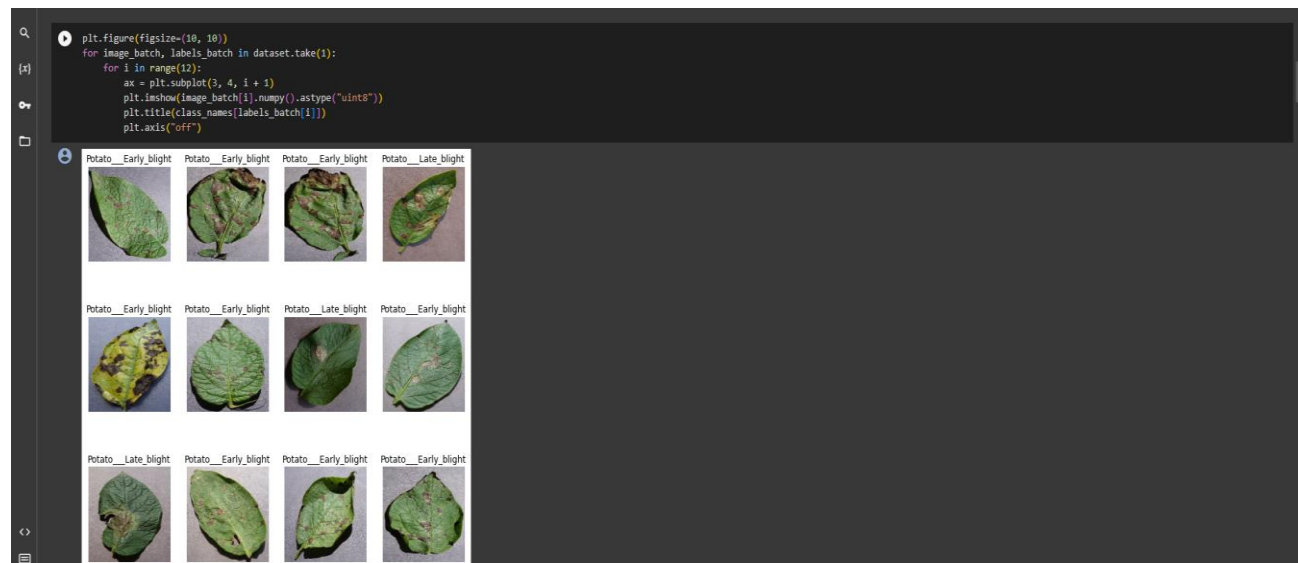 plt.figure(figsize=(10, 10))
for image_batch, labels_batch in dataset.take(1):
    for i in range(12):
        ax = plt.subplot(3, 4, i + 1)
        plt.imshow(image_batch[i].numpy().astype("uint8"))
        plt.title(class_names[labels_batch[i]])
        plt.axis("off")
{x}
Potato___Early_blight Potato___Early_blight Potato___Early_blight Potato___Late_blight
Potato___Early_blight Potato___Early_blight Potato___Late_blight Potato___Early_blight
Potato___Late_blight Potato___Early_blight Potato___Early_blight Potato___Early_blight